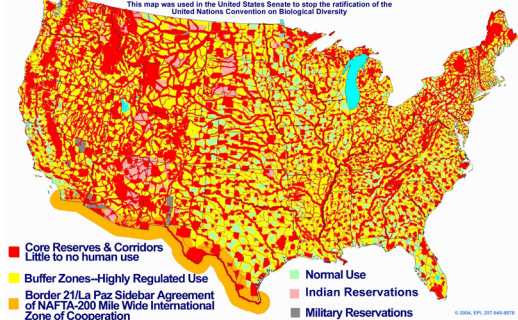 This map was used in the United States Senate to stop the ratification of the
United Nations Convention on Biological Diversity
Core Reserves & Corridors
Little to no human use
Buffer Zones--Highly Regulated Use
Border 21/La Paz Sidebar Agreement
of NAFTA-200 Mile Wide International
Zone of Cooperation
Normal Use
Indian Reservations
Military Reservations
© 2004, EPI, 207-945-9878